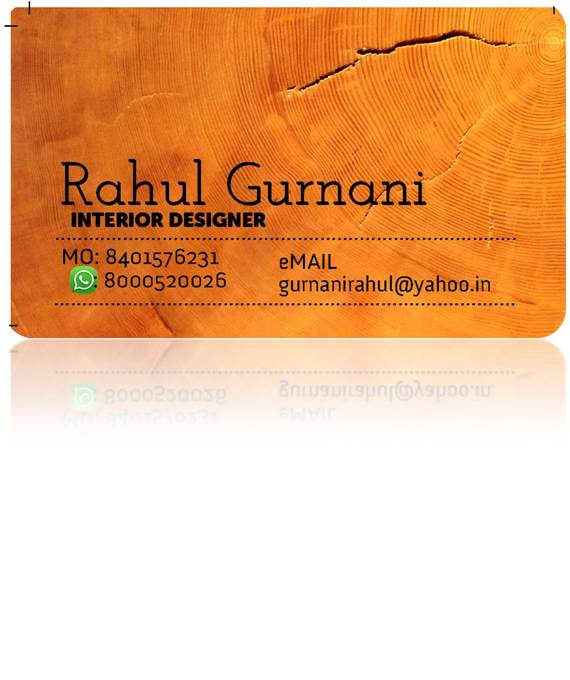 Rahul Gurnani
INTERIOR DESIGNER
MO: 8401576231
: 8000520026
eMAIL
gurnanirahul@yahoo.in